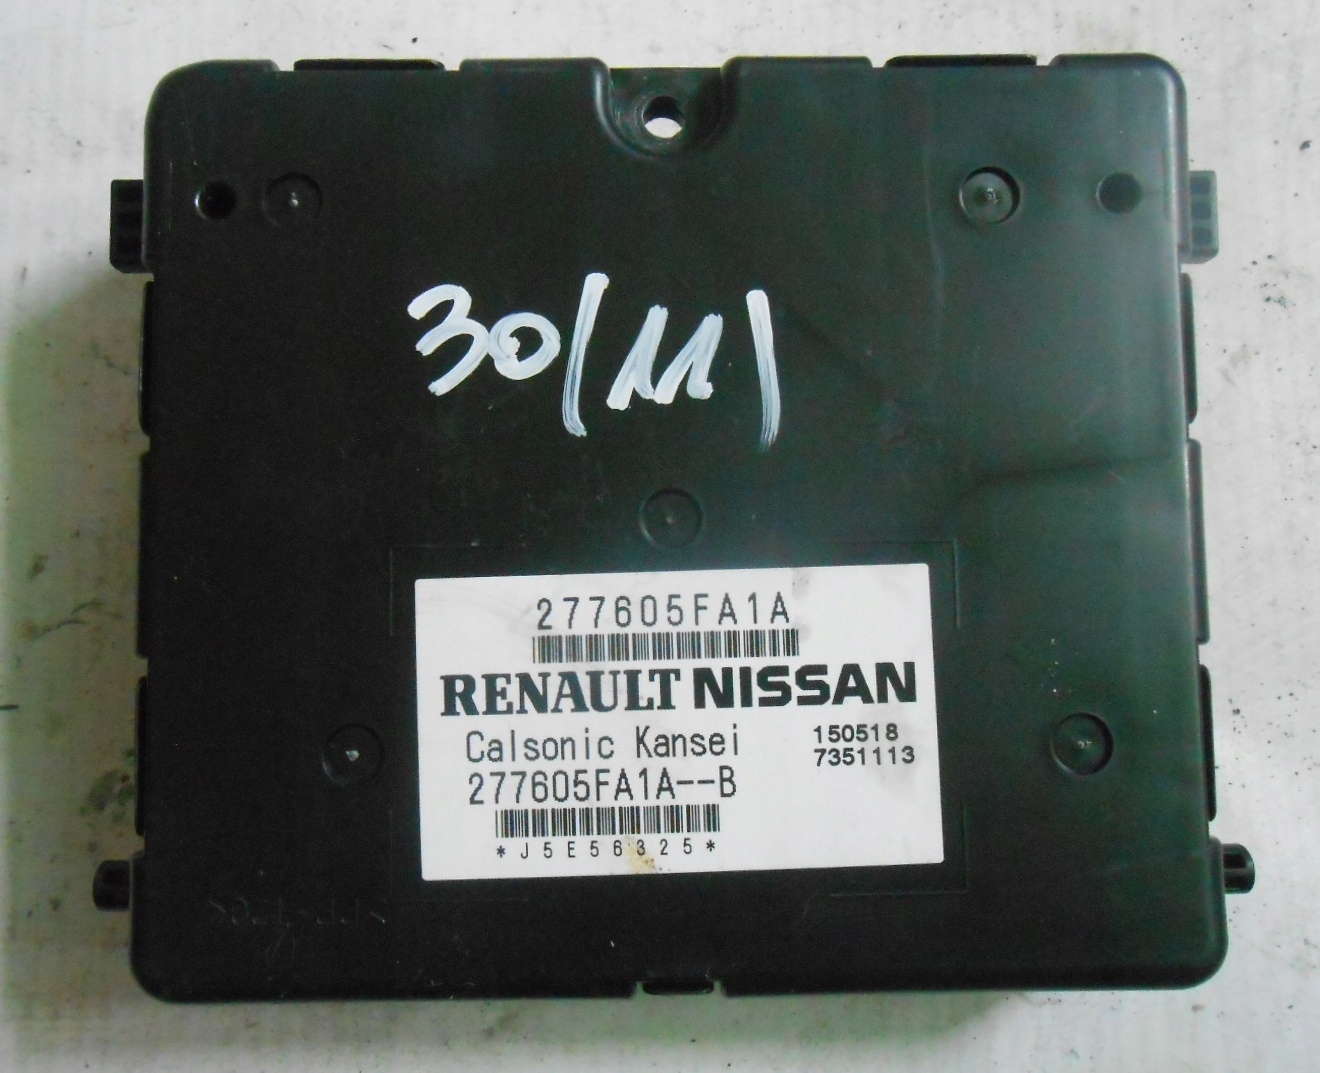 30/11/
277605FA1A
RENAULT NISSAN
Calsonic Kansei 150518
7351113
277605FA1A--B
*J5E56325*